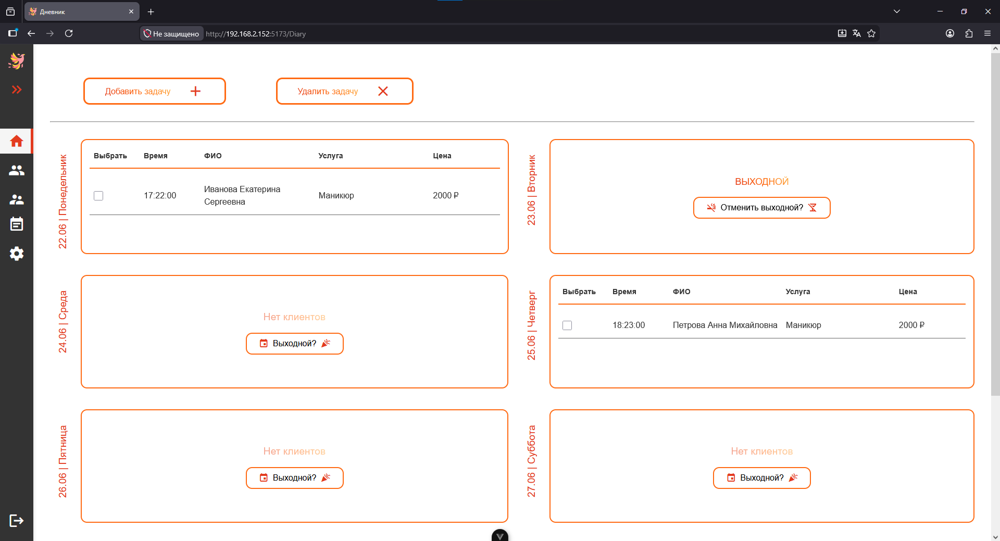 Дневник
Не защищено
http://192.168.2.152:5173/Diary
Добавить задачу
Удалить задачу
22.06 | Понедельник
Выбрать Время ФИО Услуга Цена
17:22:00 Иванова Екатерина Сергеевна Маникюр 2000 ₽
23.06 | Вторник
ВЫХОДНОЙ
Отменить выходной?
24.06 | Среда
Нет клиентов
Выходной?
25.06 | Четверг
Выбрать Время ФИО Услуга Цена
18:23:00 Петрова Анна Михайловна Маникюр 2000 ₽
26.06 | Пятница
Нет клиентов
Выходной?
27.06 | Суббота
Нет клиентов
Выходной?